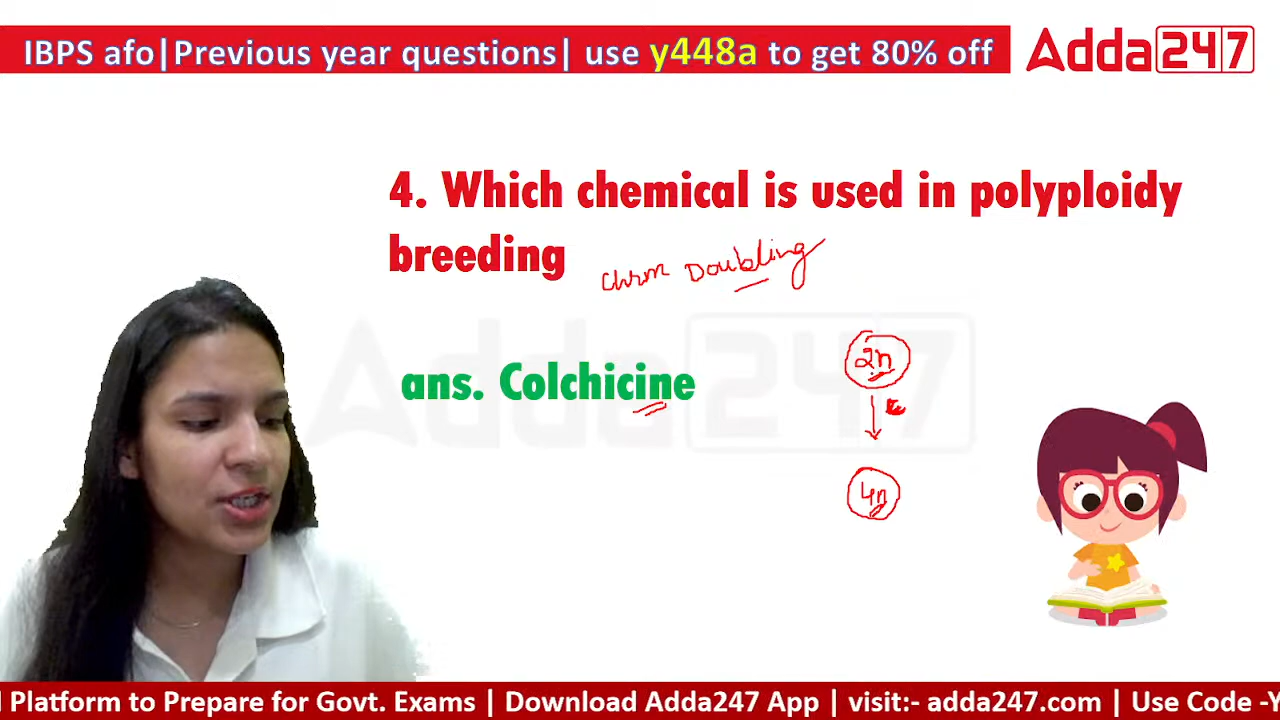 IBPS afo|Previous year questions| use y448a to get 80% off
Adda247
4. Which chemical is used in polyploidy
breeding
Chrm Doubling
2n
ans. Colchicine
4n
Platform to Prepare for Govt. Exams | Download Adda247 App | visit:- adda247.com | Use Code -Y